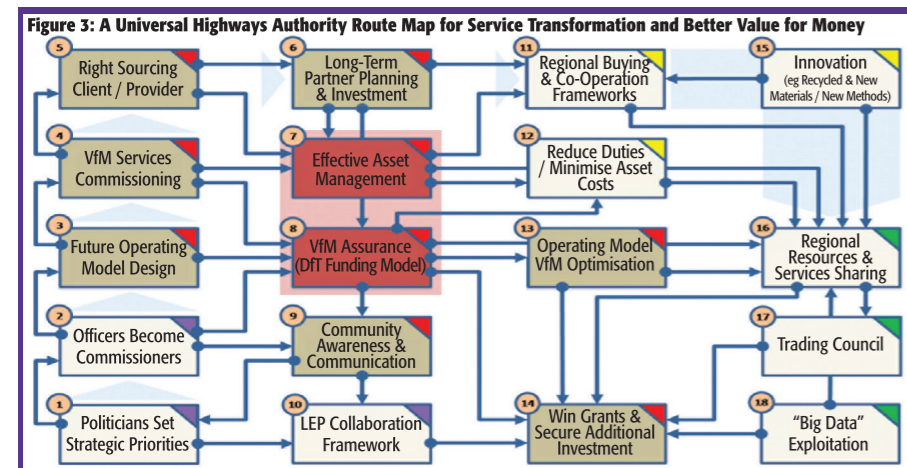 Figure 3: A Universal Highways Authority Route Map for Service Transformation and Better Value for Money
5
Right Sourcing
Client / Provider
6
Long-Term
Partner Planning
& Investment
11
Regional Buying
& Co-Operation
Frameworks
15
Innovation
(eg Recycled & New
Materials / New Methods)
4
VfM Services
Commissioning
7
Effective Asset
Management
12
Reduce Duties
/ Minimise Asset
Costs
3
Future Operating
Model Design
8
VfM Assurance
(DfT Funding Model)
13
Operating Model
VfM Optimisation
16
Regional
Resources &
Services Sharing
2
Officers Become
Commissioners
9
Community
Awareness &
Communication
17
Trading Council
1
Politicians Set
Strategic Priorities
10
LEP Collaboration
Framework
14
Win Grants &
Secure Additional
Investment
18
"Big Data"
Exploitation